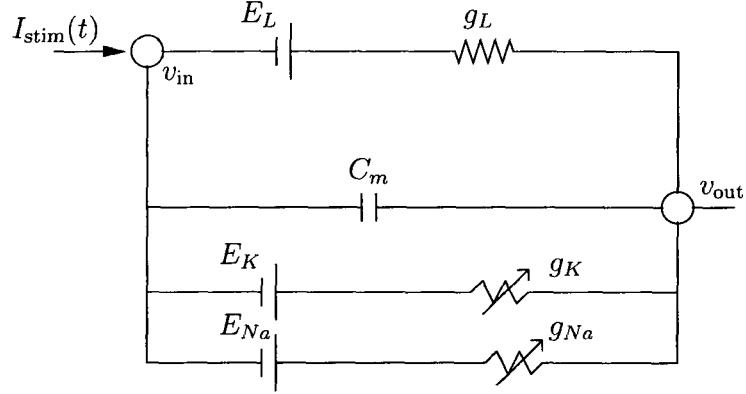 E_L
g_L
I_stim(t)
v_in
C_m
v_out
E_K
g_K
E_Na
g_Na